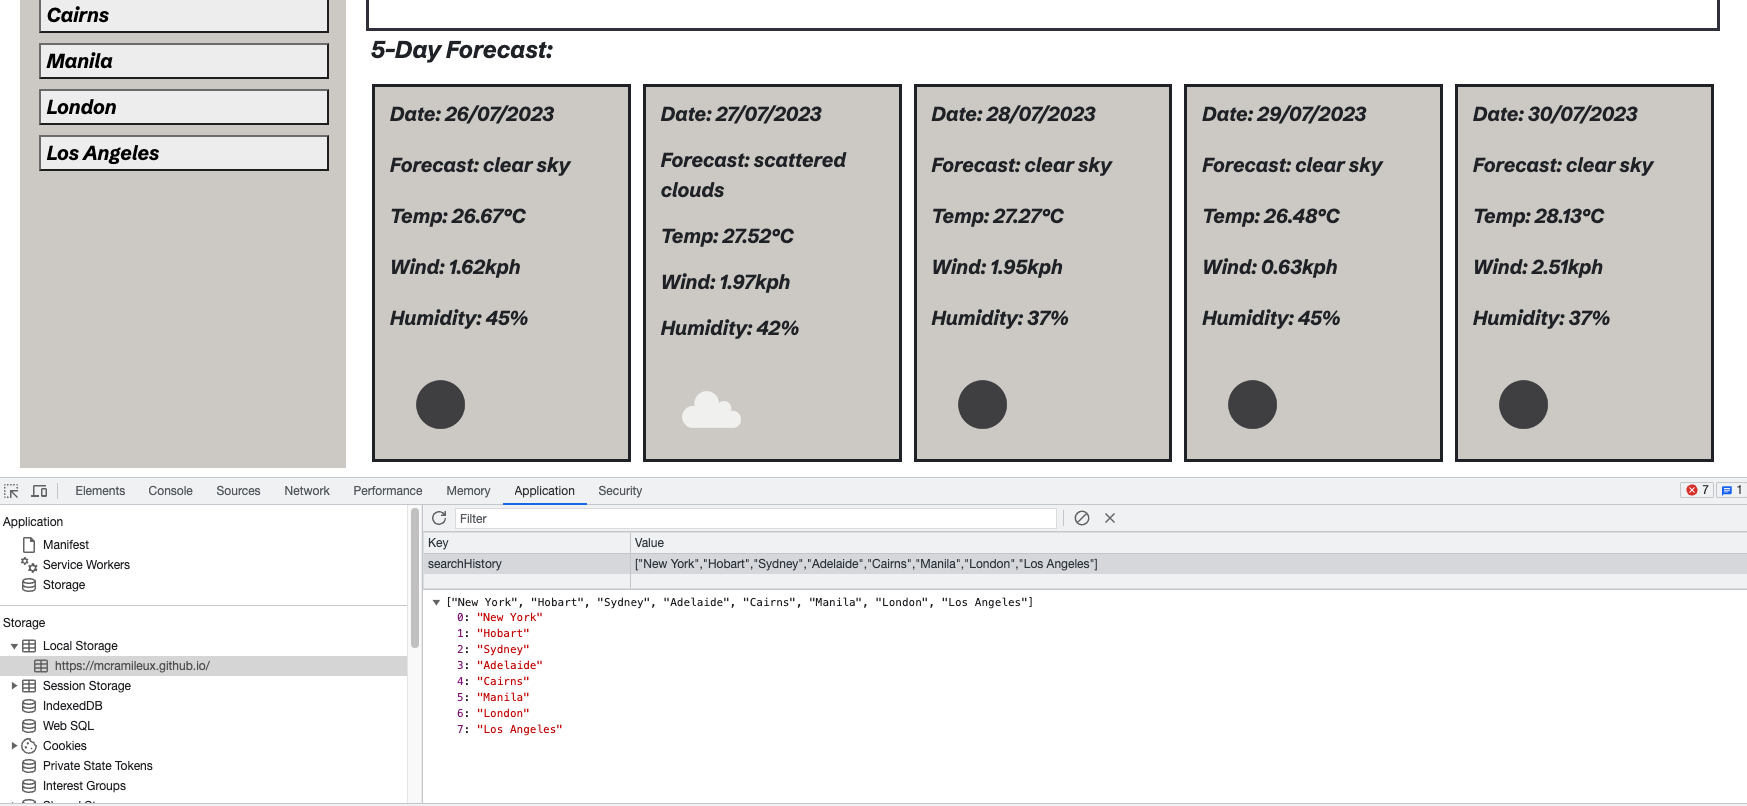 Cairns
Manila
London
Los Angeles
5-Day Forecast:
Date: 26/07/2023
Forecast: clear sky
Temp: 26.67°C
Wind: 1.62kph
Humidity: 45%
Date: 27/07/2023
Forecast: scattered
clouds
Temp: 27.52°C
Wind: 1.97kph
Humidity: 42%
Date: 28/07/2023
Forecast: clear sky
Temp: 27.27°C
Wind: 1.95kph
Humidity: 37%
Date: 29/07/2023
Forecast: clear sky
Temp: 26.48°C
Wind: 0.63kph
Humidity: 45%
Date: 30/07/2023
Forecast: clear sky
Temp: 28.13°C
Wind: 2.51kph
Humidity: 37%
Elements Console Sources Network Performance Memory Application Security 7 1
Application
Manifest
Service Workers
Storage
Storage
Local Storage
https://mcramileux.github.io/
Session Storage
IndexedDB
Web SQL
Cookies
Private State Tokens
Interest Groups
Filter
Key Value
searchHistory ["New York","Hobart","Sydney","Adelaide","Cairns","Manila","London","Los Angeles"]
["New York", "Hobart", "Sydney", "Adelaide", "Cairns", "Manila", "London", "Los Angeles"]
0: "New York"
1: "Hobart"
2: "Sydney"
3: "Adelaide"
4: "Cairns"
5: "Manila"
6: "London"
7: "Los Angeles"